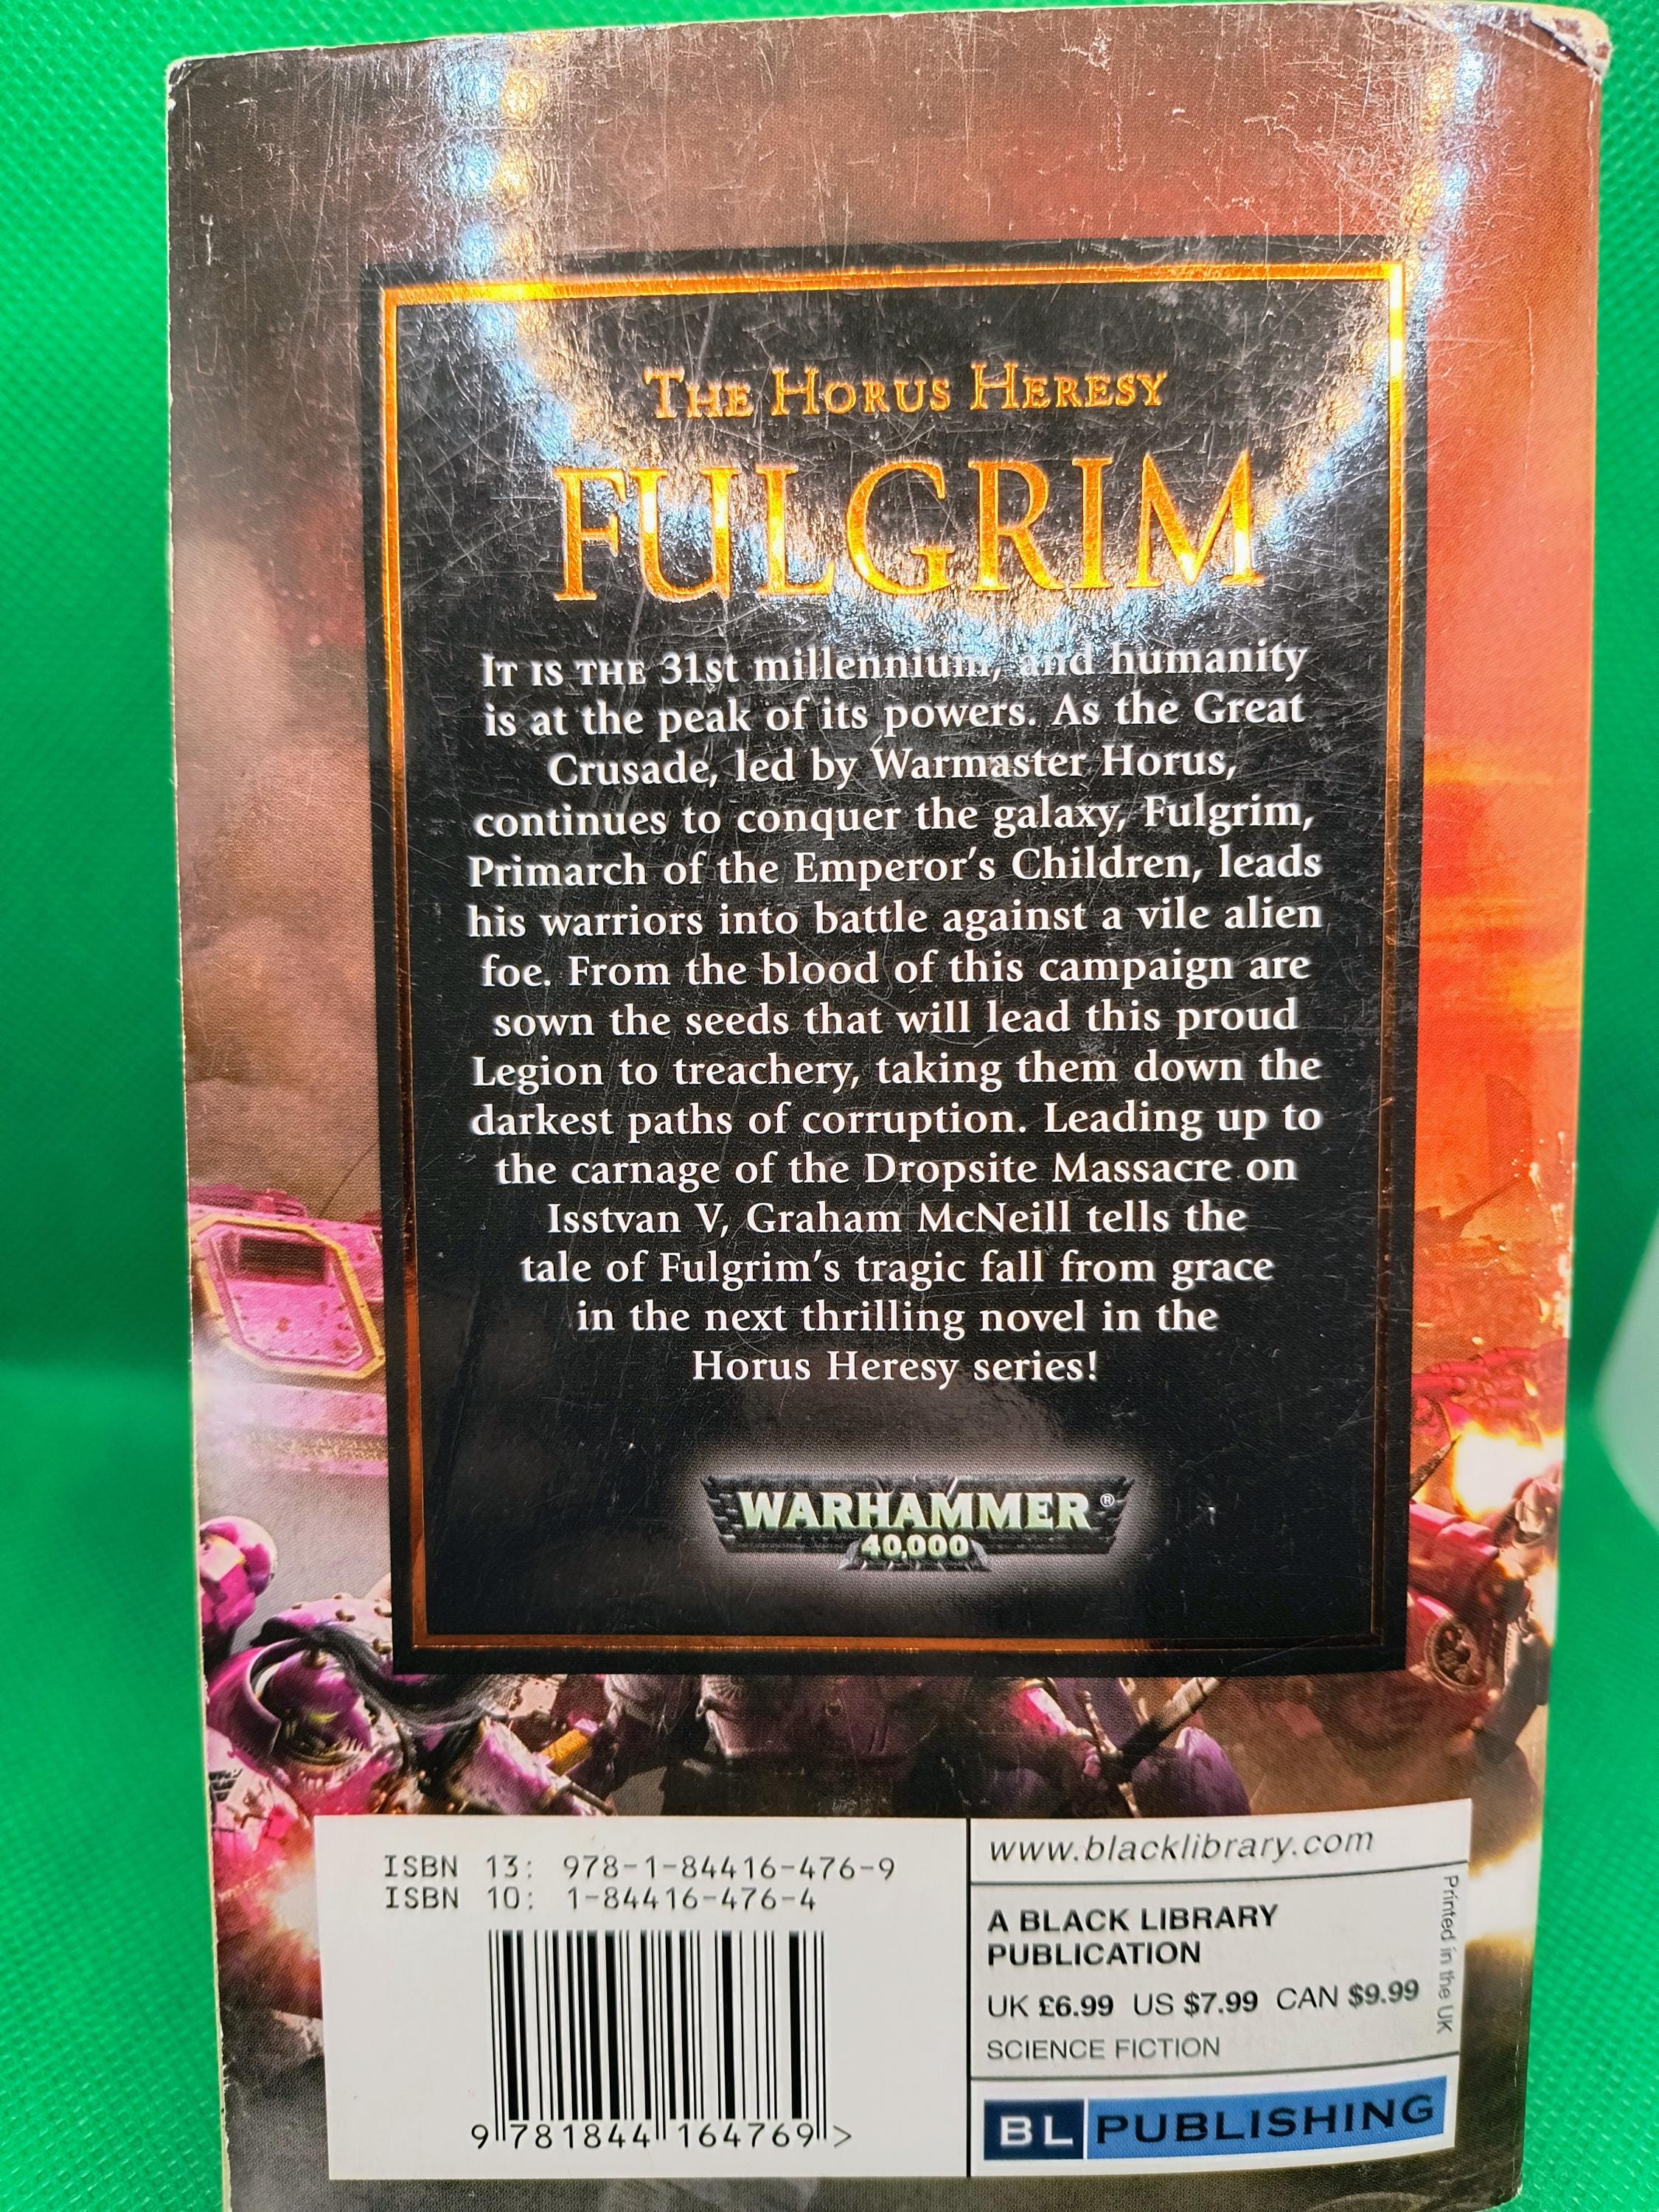 THE HORUS HERESY
FULGRIM
IT IS THE 31st millennium, and humanity
is at the peak of its powers. As the Great
Crusade, led by Warmaster Horus,
continues to conquer the galaxy, Fulgrim,
Primarch of the Emperor's Children, leads
his warriors into battle against a vile alien
foe. From the blood of this campaign are
sown the seeds that will lead this proud
Legion to treachery, taking them down the
darkest paths of corruption. Leading up to
the carnage of the Dropsite Massacre on
Isstvan V, Graham McNeill tells the
tale of Fulgrim's tragic fall from grace
in the next thrilling novel in the
Horus Heresy series!
WARHAMMER®
40,000
ISBN 13: 978-1-84416-476-9
ISBN 10: 1-84416-476-4
9 781844 164769 >
www.blacklibrary.com
A BLACK LIBRARY
PUBLICATION
UK £6.99 US $7.99 CAN $9.99
SCIENCE FICTION
Printed in the UK
BL PUBLISHING